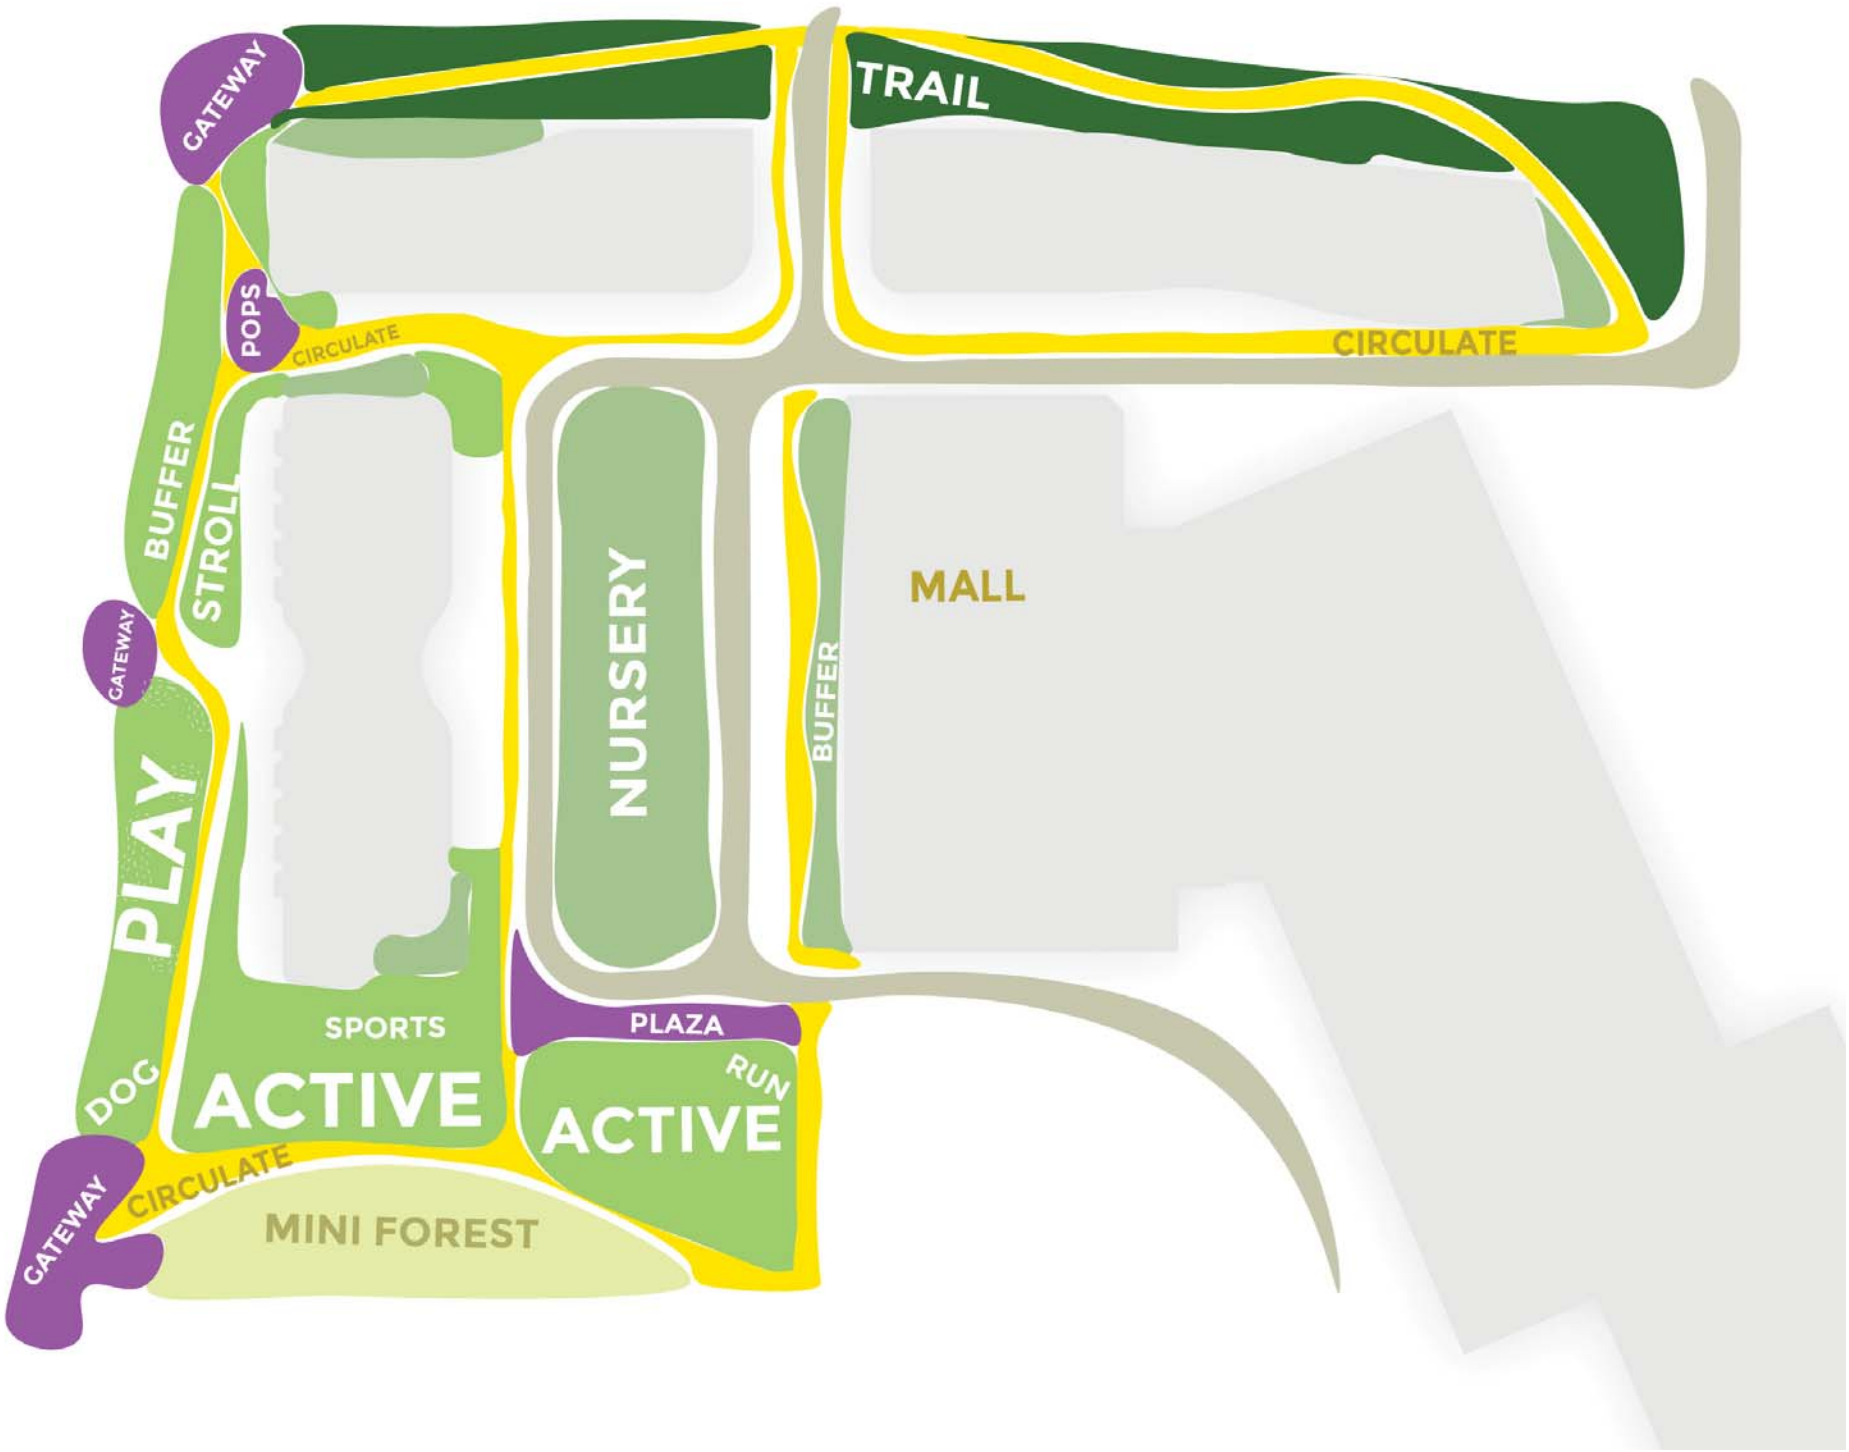 GATEWAY
TRAIL
POPS
CIRCULATE
CIRCULATE
BUFFER
STROLL
NURSERY
MALL
BUFFER
GATEWAY
PLAY
SPORTS
PLAZA
DOG
ACTIVE
RUN
ACTIVE
CIRCULATE
GATEWAY
MINI FOREST